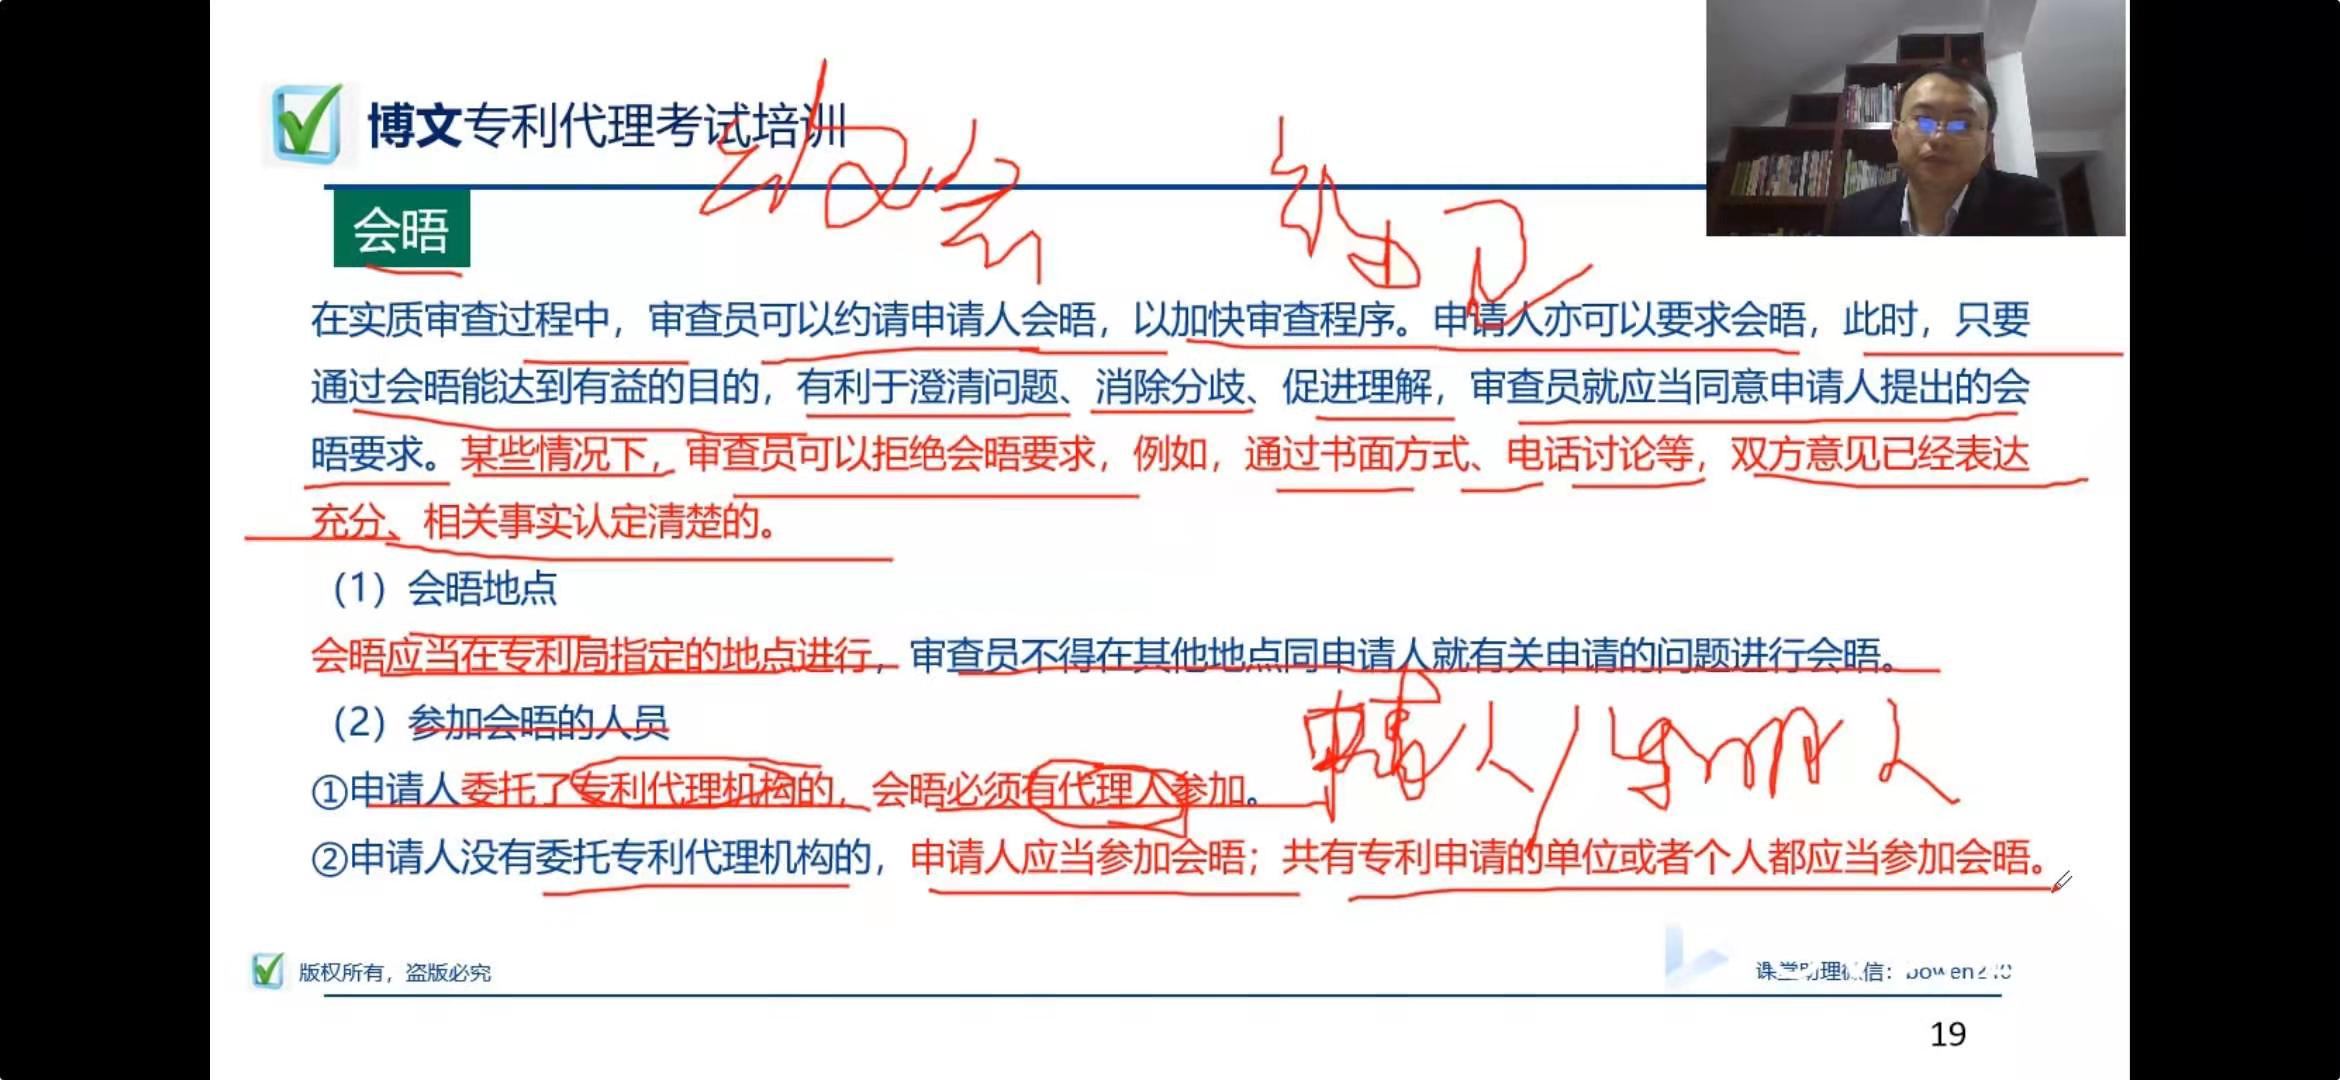 博文专利代理考试培训
会晤
在实质审查过程中，审查员可以约请申请人会晤，以加快审查程序。申请人亦可以要求会晤，此时，只要
通过会晤能达到有益的目的，有利于澄清问题、消除分歧、促进理解，审查员就应当同意申请人提出的会
晤要求。某些情况下，审查员可以拒绝会晤要求，例如，通过书面方式、电话讨论等，双方意见已经表达
充分、相关事实认定清楚的。
（1）会晤地点
会晤应当在专利局指定的地点进行，审查员不得在其他地点同申请人就有关申请的问题进行会晤。
（2）参加会晤的人员
申请人/发明人
①申请人委托了专利代理机构的，会晤必须有代理人参加。
②申请人没有委托专利代理机构的，申请人应当参加会晤；共有专利申请的单位或者个人都应当参加会晤。
版权所有，盗版必究
课堂助理微信：
19